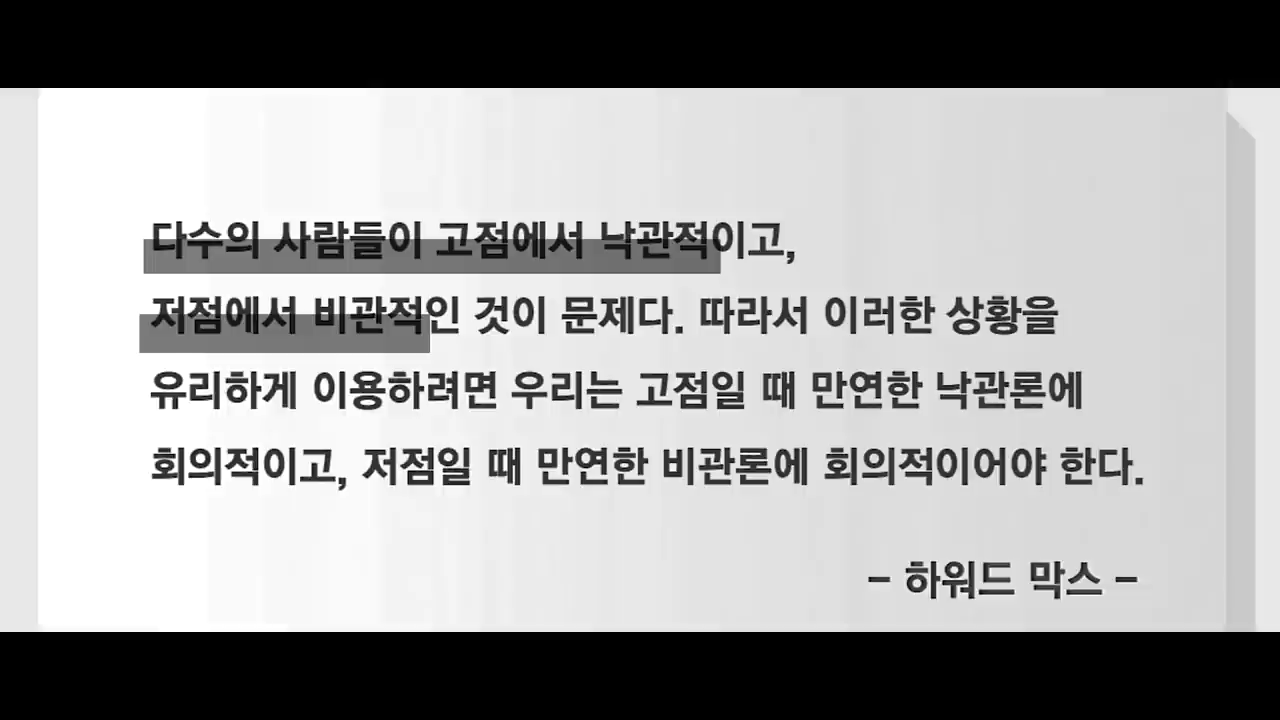 다수의 사람들이 고점에서 낙관적이고,
저점에서 비관적인 것이 문제다. 따라서 이러한 상황을
유리하게 이용하려면 우리는 고점일 때 만연한 낙관론에
회의적이고, 저점일 때 만연한 비관론에 회의적이어야 한다.
- 하워드 막스 -